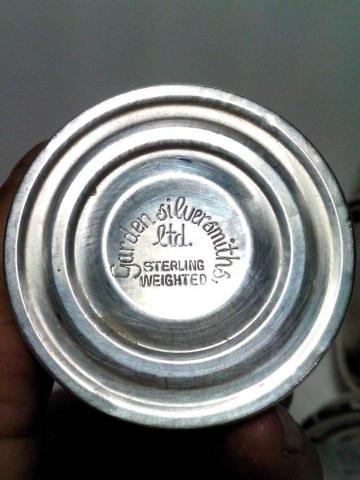 Garden silversmiths,
ltd.
STERLING
WEIGHTED